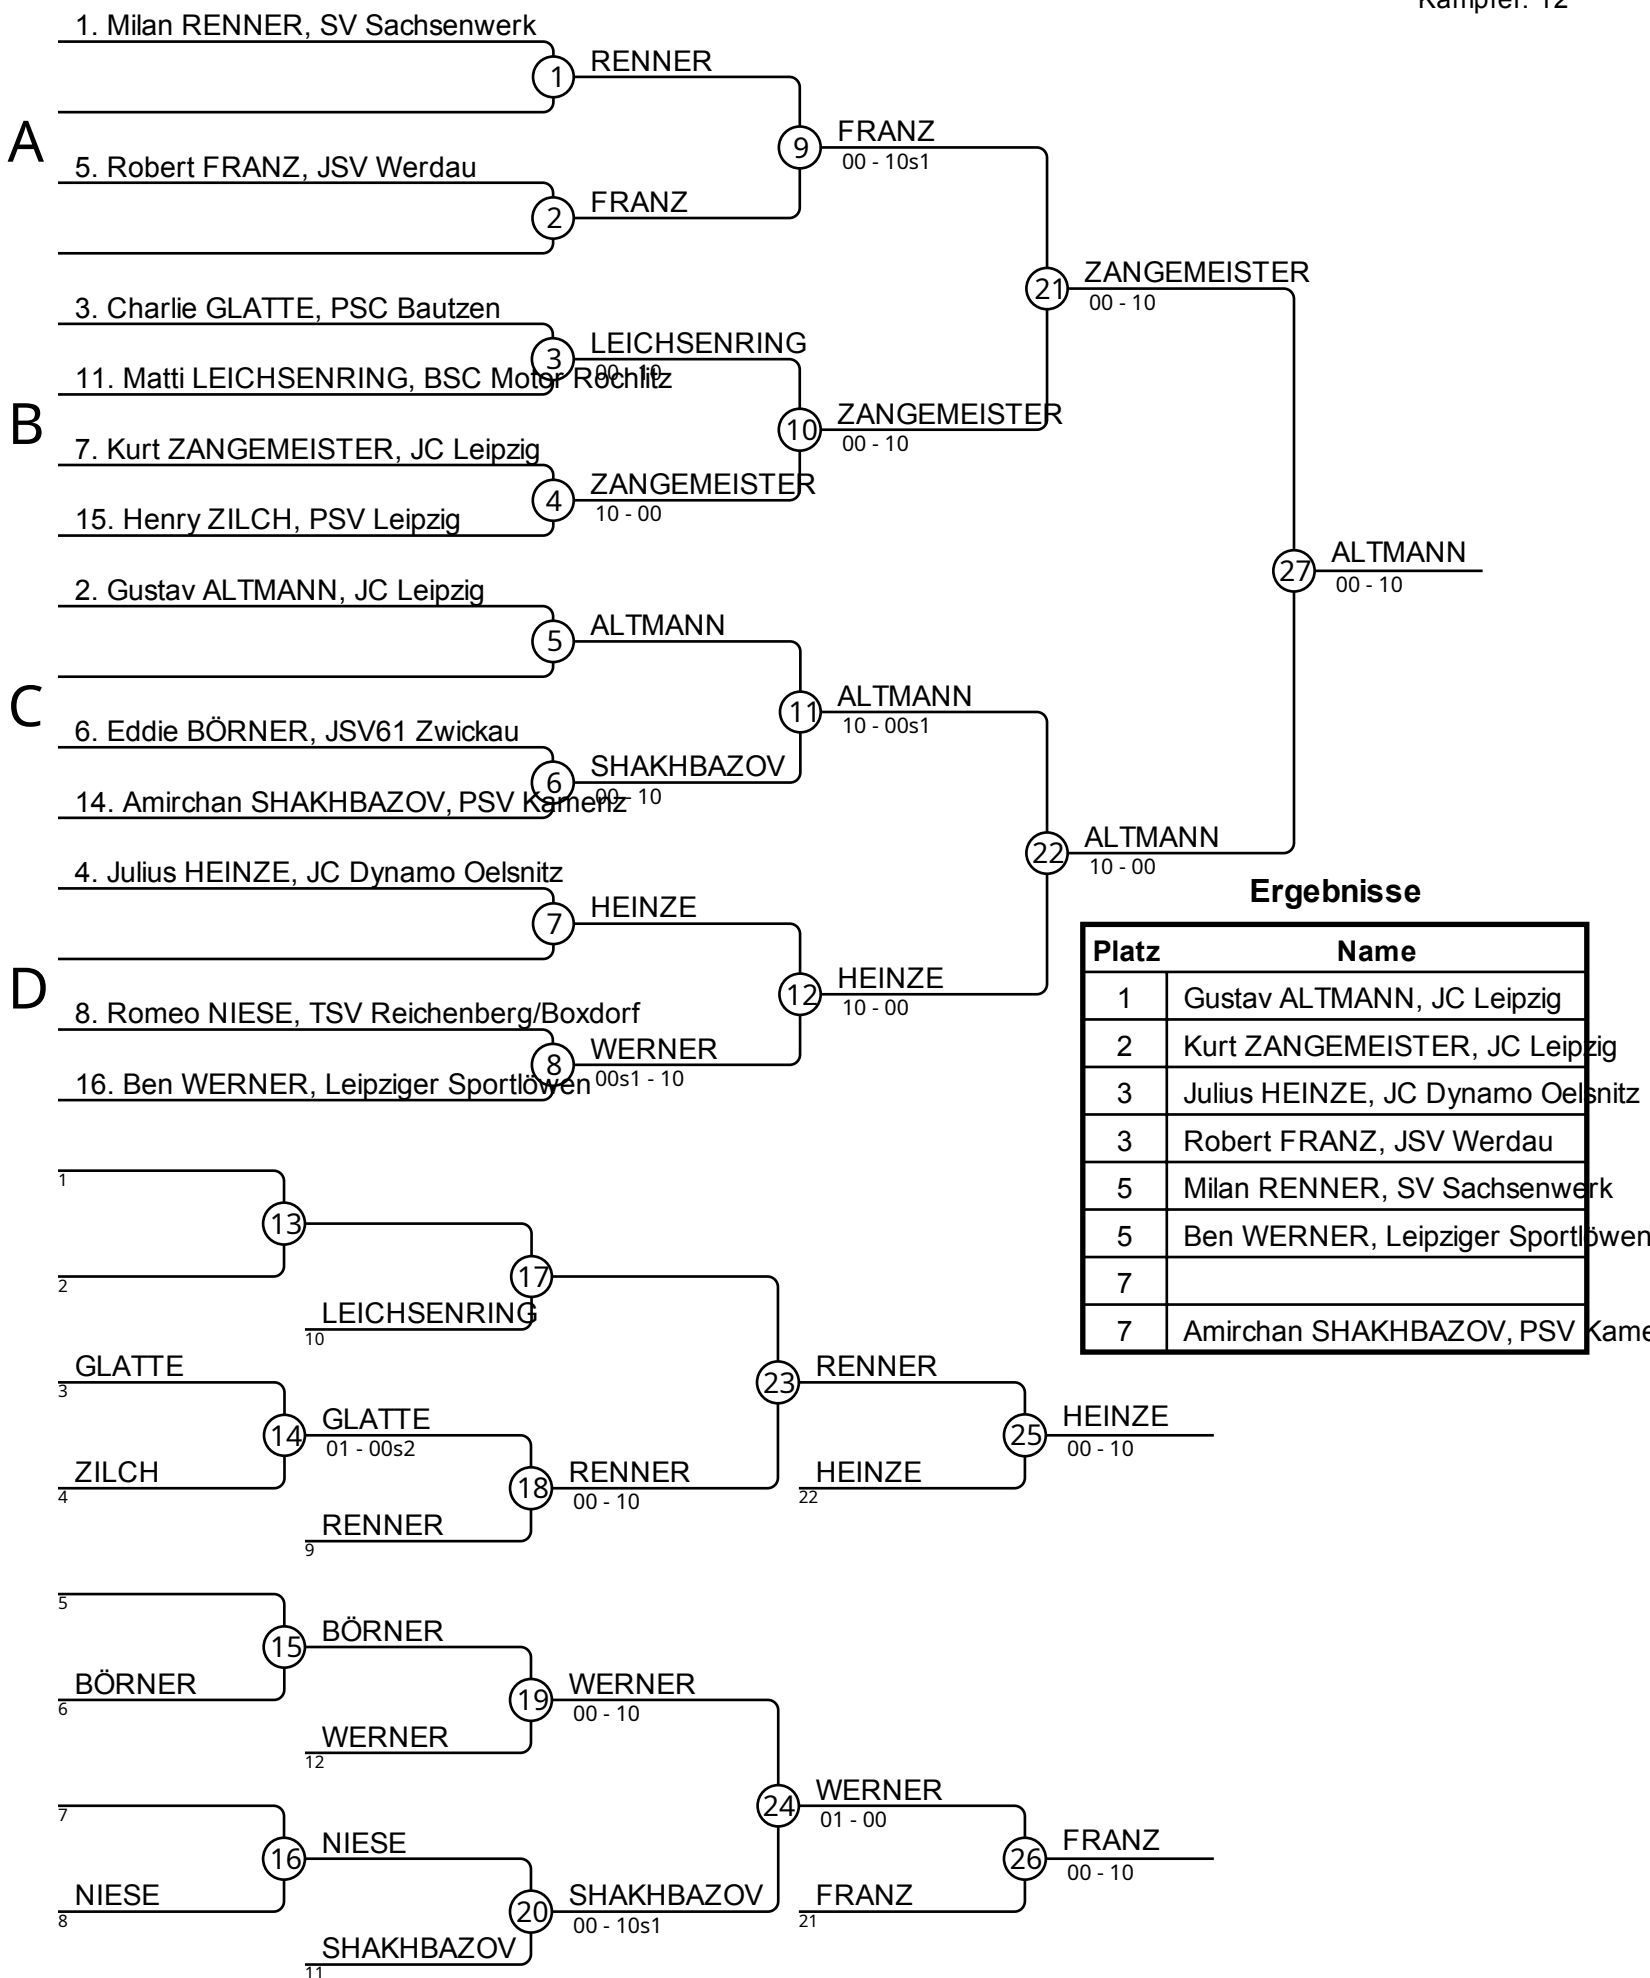 Kämpfer: 12
1. Milan RENNER, SV Sachsenwerk
1
RENNER
A
9
FRANZ
00 - 10s1
5. Robert FRANZ, JSV Werdau
2
FRANZ
21
ZANGEMEISTER
00 - 10
3. Charlie GLATTE, PSC Bautzen
3
LEICHSENRING
00 - 10
11. Matti LEICHSENRING, BSC Motor Rochlitz
B
10
ZANGEMEISTER
00 - 10
7. Kurt ZANGEMEISTER, JC Leipzig
4
ZANGEMEISTER
10 - 00
15. Henry ZILCH, PSV Leipzig
27
ALTMANN
00 - 10
2. Gustav ALTMANN, JC Leipzig
5
ALTMANN
C
11
ALTMANN
10 - 00s1
6. Eddie BÖRNER, JSV61 Zwickau
6
SHAKHBAZOV
00 - 10
14. Amirchan SHAKHBAZOV, PSV Kamenz
22
ALTMANN
10 - 00
4. Julius HEINZE, JC Dynamo Oelsnitz
7
HEINZE
D
12
HEINZE
10 - 00
8. Romeo NIESE, TSV Reichenberg/Boxdorf
8
WERNER
00s1 - 10
16. Ben WERNER, Leipziger Sportlöwen
Ergebnisse
Platz Name
1 Gustav ALTMANN, JC Leipzig
2 Kurt ZANGEMEISTER, JC Leipzig
3 Julius HEINZE, JC Dynamo Oelsnitz
3 Robert FRANZ, JSV Werdau
5 Milan RENNER, SV Sachsenwerk
5 Ben WERNER, Leipziger Sportlöwen
7
7 Amirchan SHAKHBAZOV, PSV Kame
1
13
2
17
LEICHSENRING
10
GLATTE
3
14
GLATTE
01 - 00s2
ZILCH
4
18
RENNER
00 - 10
RENNER
9
23
RENNER
25
HEINZE
00 - 10
HEINZE
22
5
15
BÖRNER
BÖRNER
6
19
WERNER
00 - 10
WERNER
12
7
16
NIESE
NIESE
8
20
SHAKHBAZOV
00 - 10s1
SHAKHBAZOV
11
24
WERNER
01 - 00
26
FRANZ
00 - 10
FRANZ
21